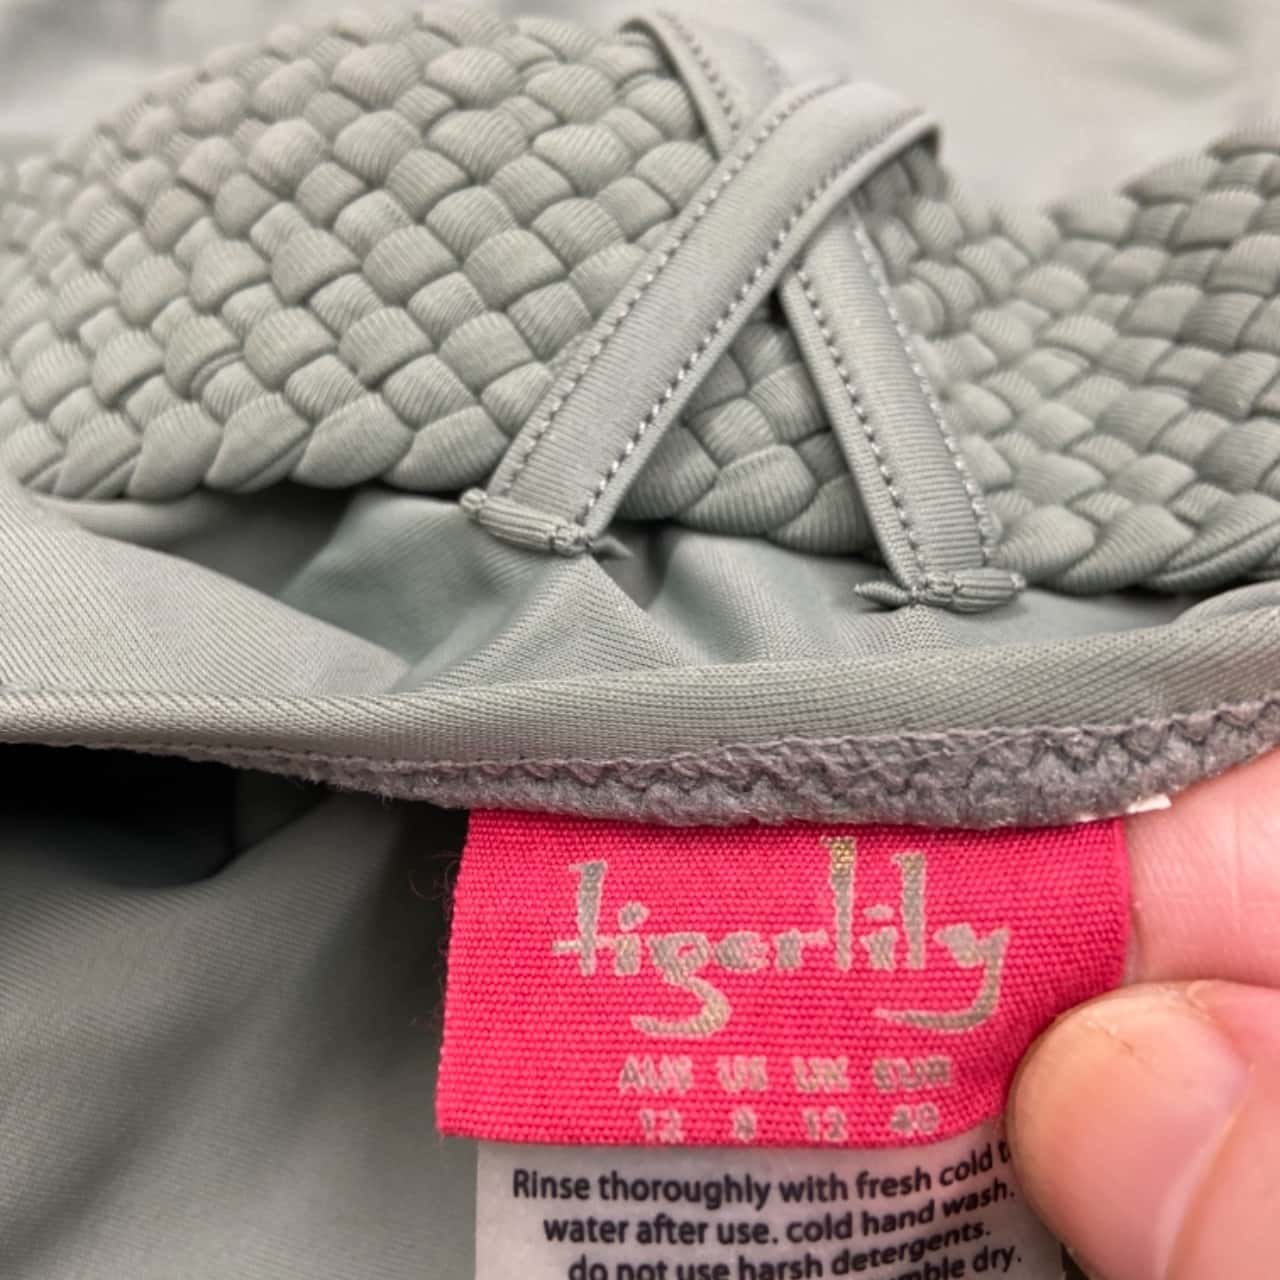 tigerlily
AUS US UK EUR
12 8 12 40
Rinse thoroughly with fresh cold
water after use. cold hand wash.
do not use harsh detergents.
dry.